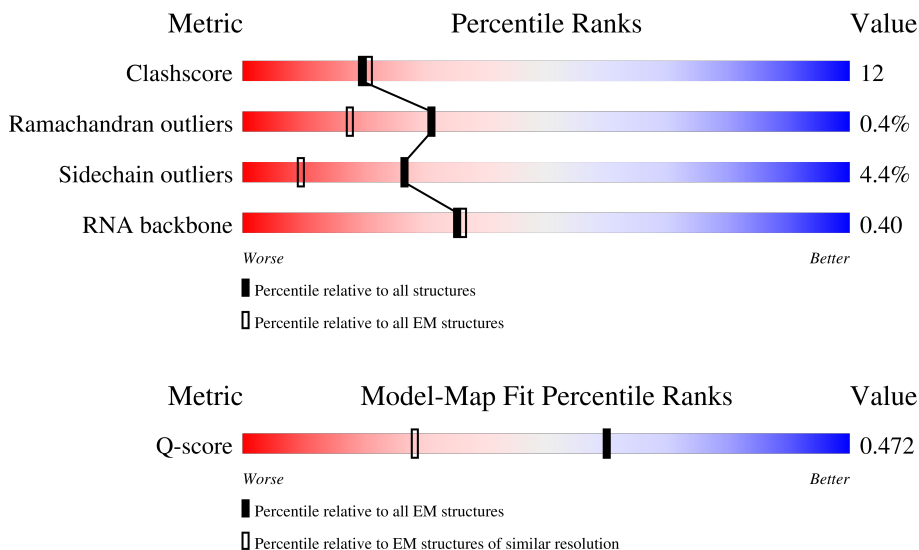 Metric Percentile Ranks Value
Clashscore 12
Ramachandran outliers 0.4%
Sidechain outliers 4.4%
RNA backbone 0.40
Worse Better
Percentile relative to all structures
Percentile relative to all EM structures
Metric Model-Map Fit Percentile Ranks Value
Q-score 0.472
Worse Better
Percentile relative to all EM structures
Percentile relative to EM structures of similar resolution